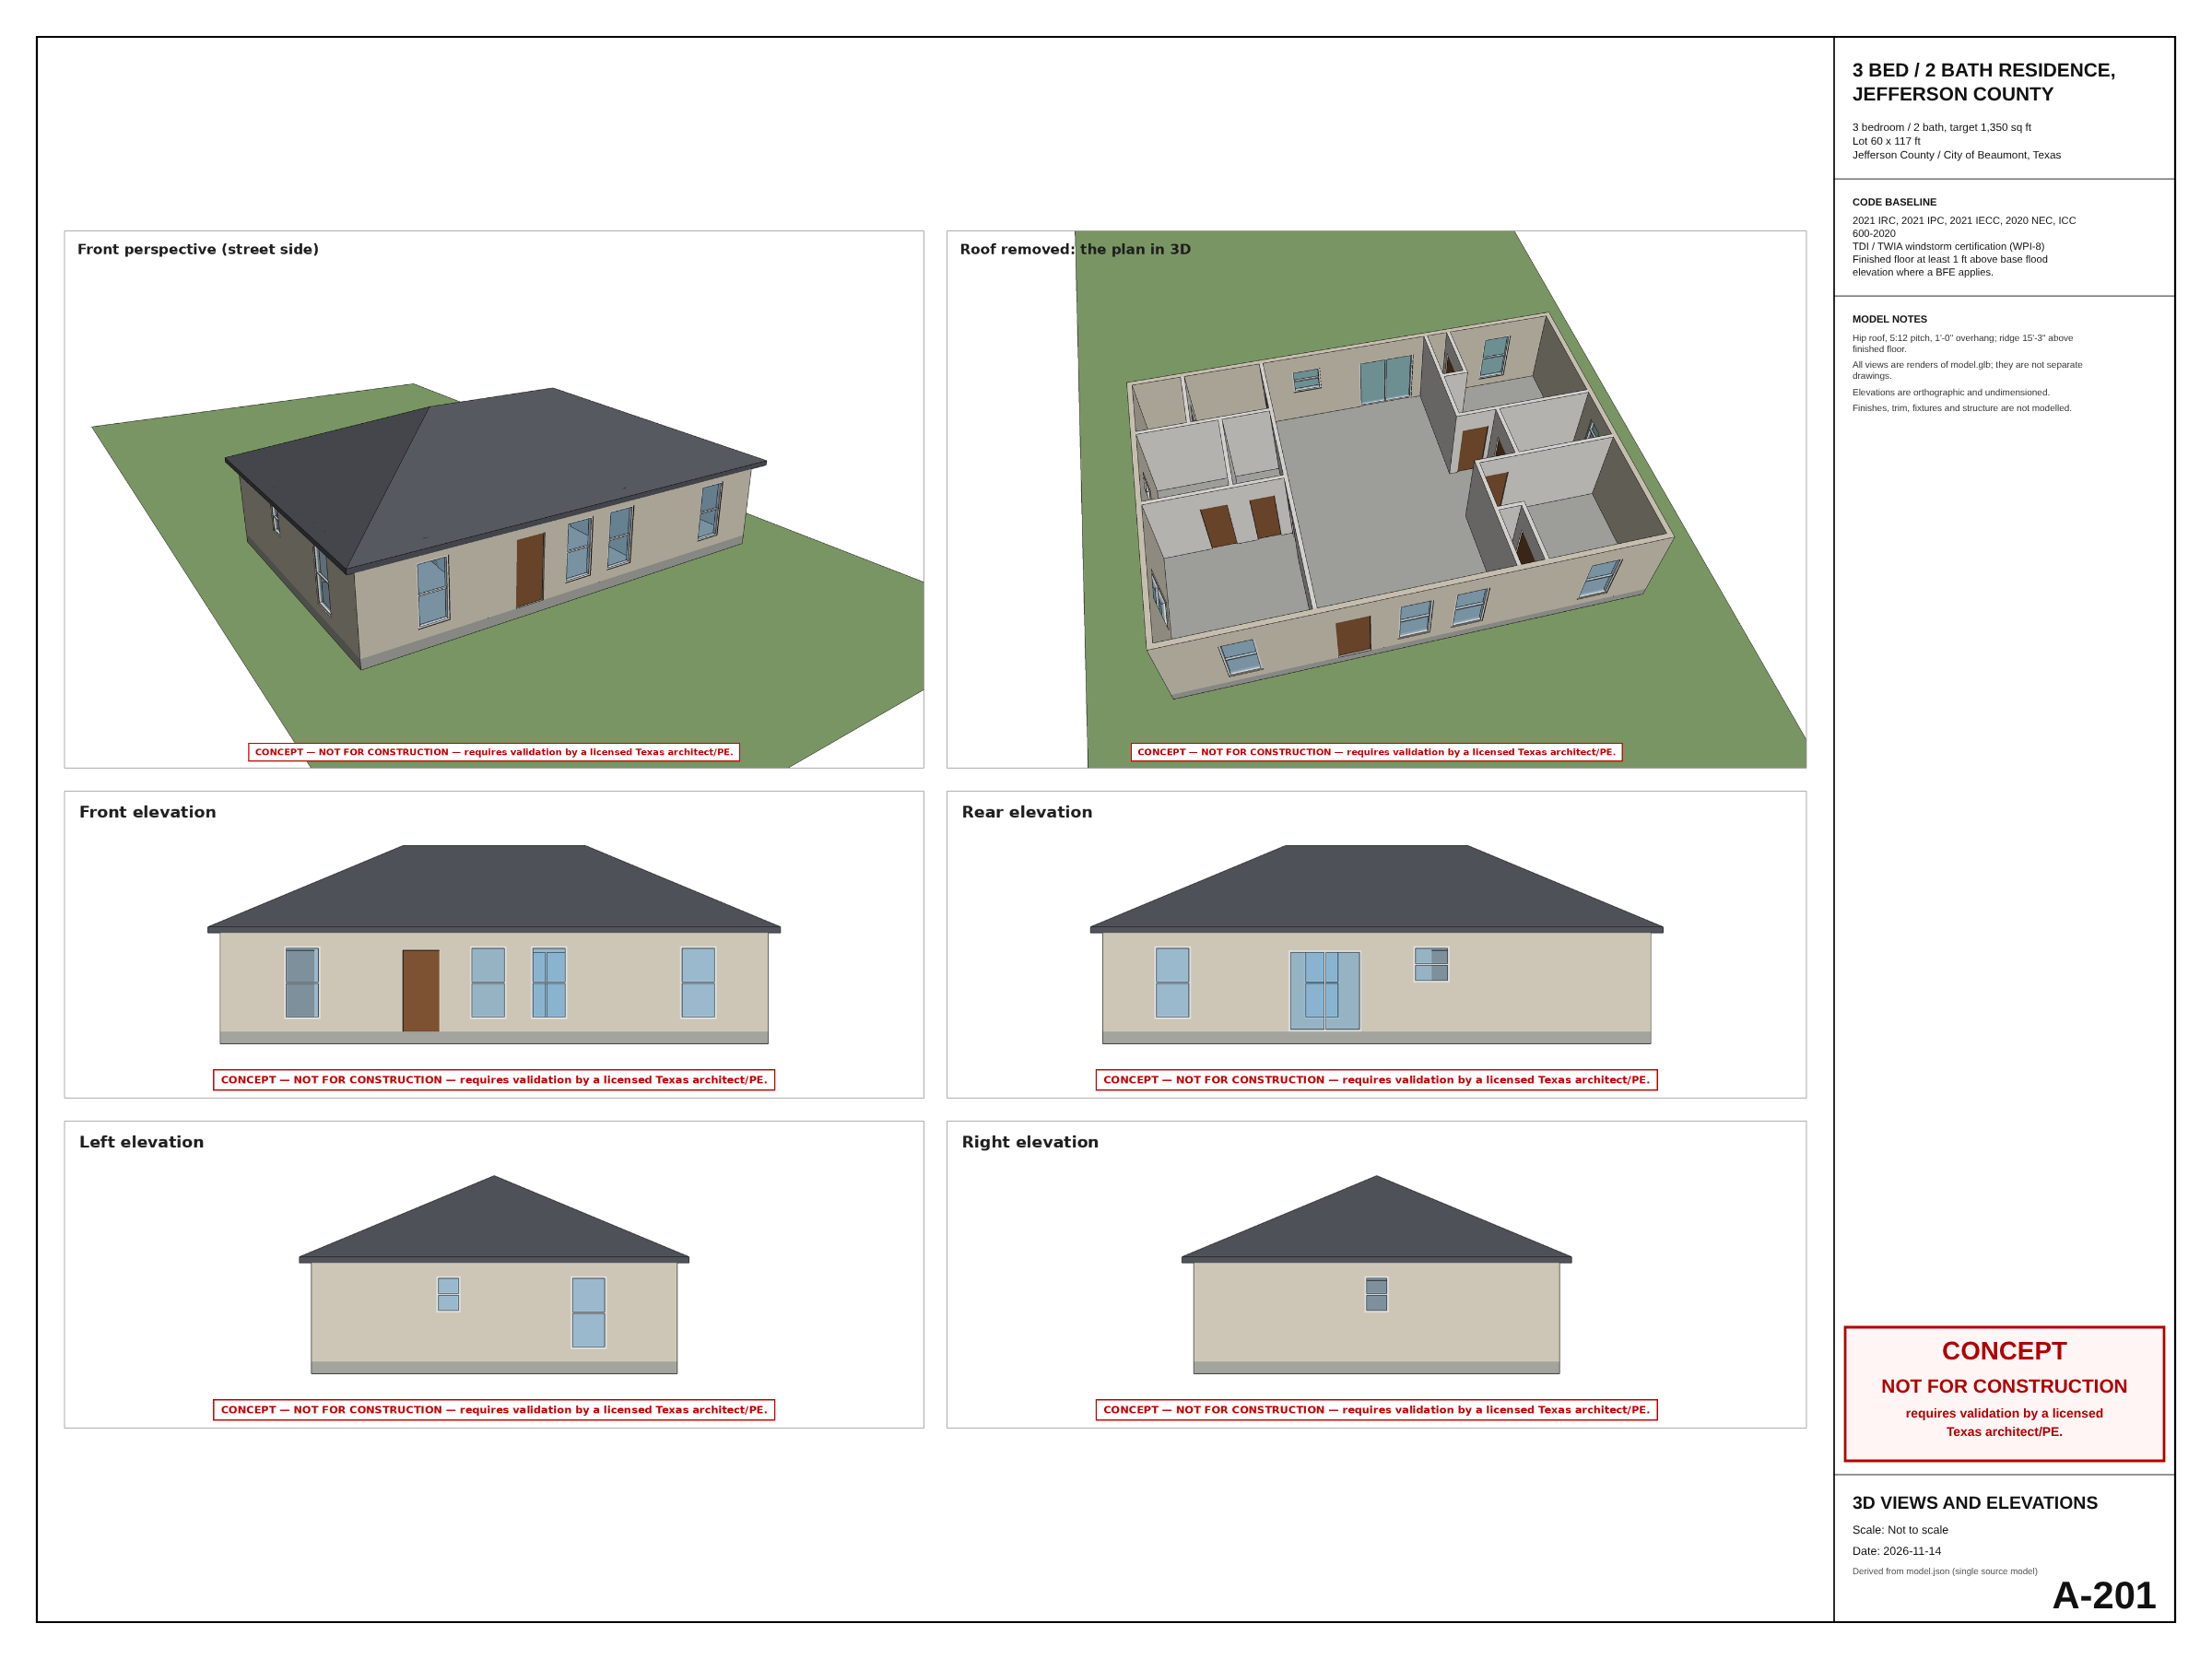 Front perspective (street side)
CONCEPT — NOT FOR CONSTRUCTION — requires validation by a licensed Texas architect/PE.
Roof removed: the plan in 3D
CONCEPT — NOT FOR CONSTRUCTION — requires validation by a licensed Texas architect/PE.
Front elevation
CONCEPT — NOT FOR CONSTRUCTION — requires validation by a licensed Texas architect/PE.
Rear elevation
CONCEPT — NOT FOR CONSTRUCTION — requires validation by a licensed Texas architect/PE.
Left elevation
CONCEPT — NOT FOR CONSTRUCTION — requires validation by a licensed Texas architect/PE.
Right elevation
CONCEPT — NOT FOR CONSTRUCTION — requires validation by a licensed Texas architect/PE.
3 BED / 2 BATH RESIDENCE,
JEFFERSON COUNTY
3 bedroom / 2 bath, target 1,350 sq ft
Lot 60 x 117 ft
Jefferson County / City of Beaumont, Texas
CODE BASELINE
2021 IRC, 2021 IPC, 2021 IECC, 2020 NEC, ICC
600-2020
TDI / TWIA windstorm certification (WPI-8)
Finished floor at least 1 ft above base flood
elevation where a BFE applies.
MODEL NOTES
Hip roof, 5:12 pitch, 1'-0" overhang; ridge 15'-3" above
finished floor.
All views are renders of model.glb; they are not separate
drawings.
Elevations are orthographic and undimensioned.
Finishes, trim, fixtures and structure are not modelled.
CONCEPT
NOT FOR CONSTRUCTION
requires validation by a licensed
Texas architect/PE.
3D VIEWS AND ELEVATIONS
Scale: Not to scale
Date: 2026-11-14
Derived from model.json (single source model)
A-201